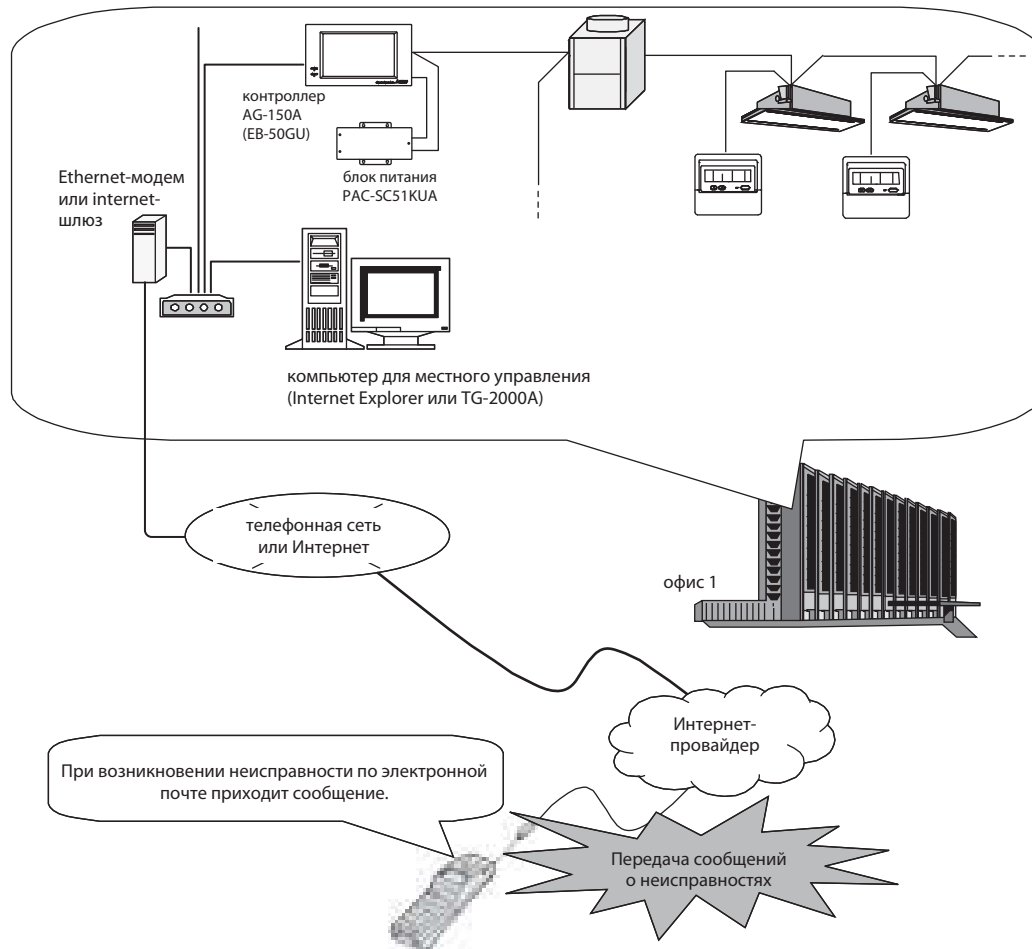 контроллер
AG-150A
(EB-50GU)
блок питания
PAC-SC51KUA
Ethernet-модем
или internet-
шлюз
компьютер для местного управления
(Internet Explorer или TG-2000A)
телефонная сеть
или Интернет
офис 1
Интернет-
провайдер
При возникновении неисправности по электронной
почте приходит сообщение.
Передача сообщений
о неисправностях